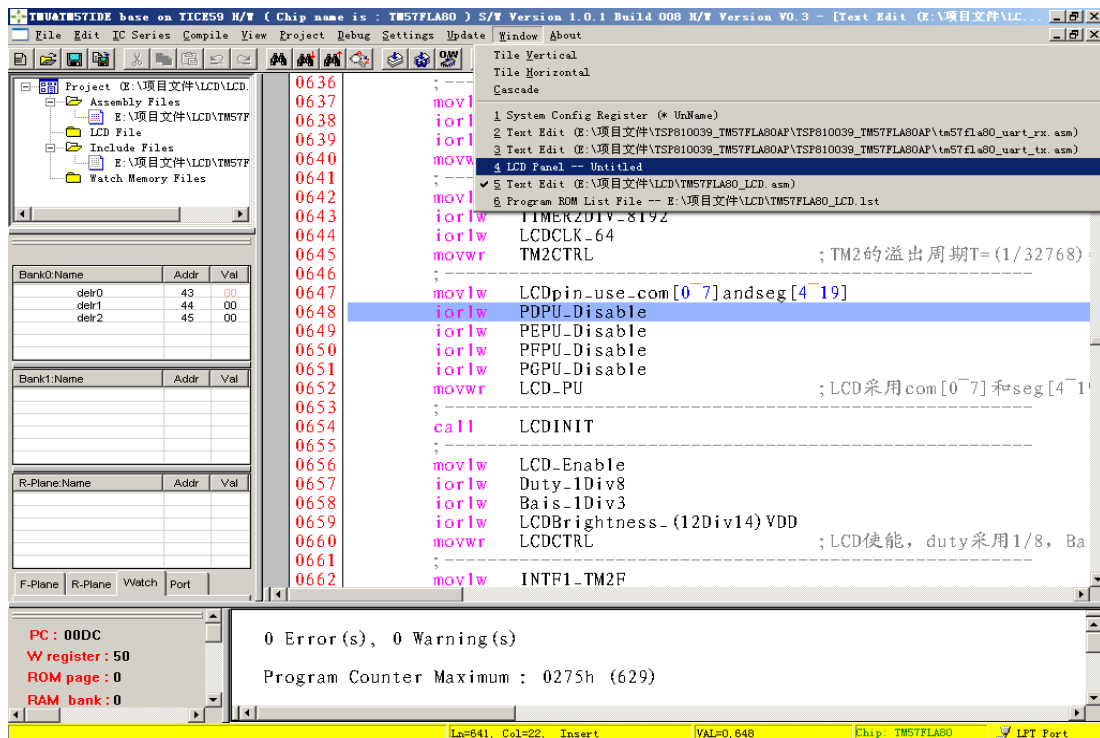 TMU&TM57IDE base on TICE59 H/W ( Chip name is : TM57FLA80 ) S/W Version 1.0.1 Build 008 H/W Version V0.3 - [Text Edit (E:\项目文件\LC...
File Edit IC Series Compile View Project Debug Settings Update Window About
Tile Vertical
Tile Horizontal
Cascade
1 System Config Register (* UnName)
2 Text Edit (E:\项目文件\TSP810039_TM57FLA80AP\TSP810039_TM57FLA80AP\tm57fla80_uart_rx.asm)
3 Text Edit (E:\项目文件\TSP810039_TM57FLA80AP\TSP810039_TM57FLA80AP\tm57fla80_uart_tx.asm)
4 LCD Panel -- Untitled
✓ 5 Text Edit (E:\项目文件\LCD\TM57FLA80_LCD.asm)
6 Program ROM List File -- E:\项目文件\LCD\TM57FLA80_LCD.lst
Project (E:\项目文件\LCD\LCD.
Assembly Files
E:\项目文件\LCD\TM57F
LCD File
Include Files
E:\项目文件\LCD\TM57F
Watch Memory Files
Bank0:Name Addr Val
delr0 43 00
delr1 44 00
delr2 45 00
Bank1:Name Addr Val
R-Plane:Name Addr Val
F-Plane R-Plane Watch Port
0636 ;---
0637 movl
0638 iorl
0639 iorl
0640 movw
0641 ;---
0642 movl
0643 iorlw TIMER2DIV_8192
0644 iorlw LCDCLK_64
0645 movwr TM2CTRL ;TM2的溢出周期T=(1/32768)
0646 ;------------------------------------------------
0647 movlw LCDpin_use_com[0~7]andseg[4~19]
0648 iorlw PDPU_Disable
0649 iorlw PEPU_Disable
0650 iorlw PFPU_Disable
0651 iorlw PGPU_Disable
0652 movwr LCD_PU ;LCD采用com[0~7]和seg[4~1
0653 ;------------------------------------------------
0654 call LCDINIT
0655 ;------------------------------------------------
0656 movlw LCD_Enable
0657 iorlw Duty_1Div8
0658 iorlw Bais_1Div3
0659 iorlw LCDBrightness_(12Div14)VDD
0660 movwr LCDCTRL ;LCD使能，duty采用1/8，Ba
0661 ;------------------------------------------------
0662 movlw INTF1_TM2F
PC : 00DC
W register : 50
ROM page : 0
RAM bank : 0
0 Error(s), 0 Warning(s)
Program Counter Maximum : 0275h (629)
Ln=641, Col=22, Insert VAL=0,648 Chip: TM57FLA80 LPT Port